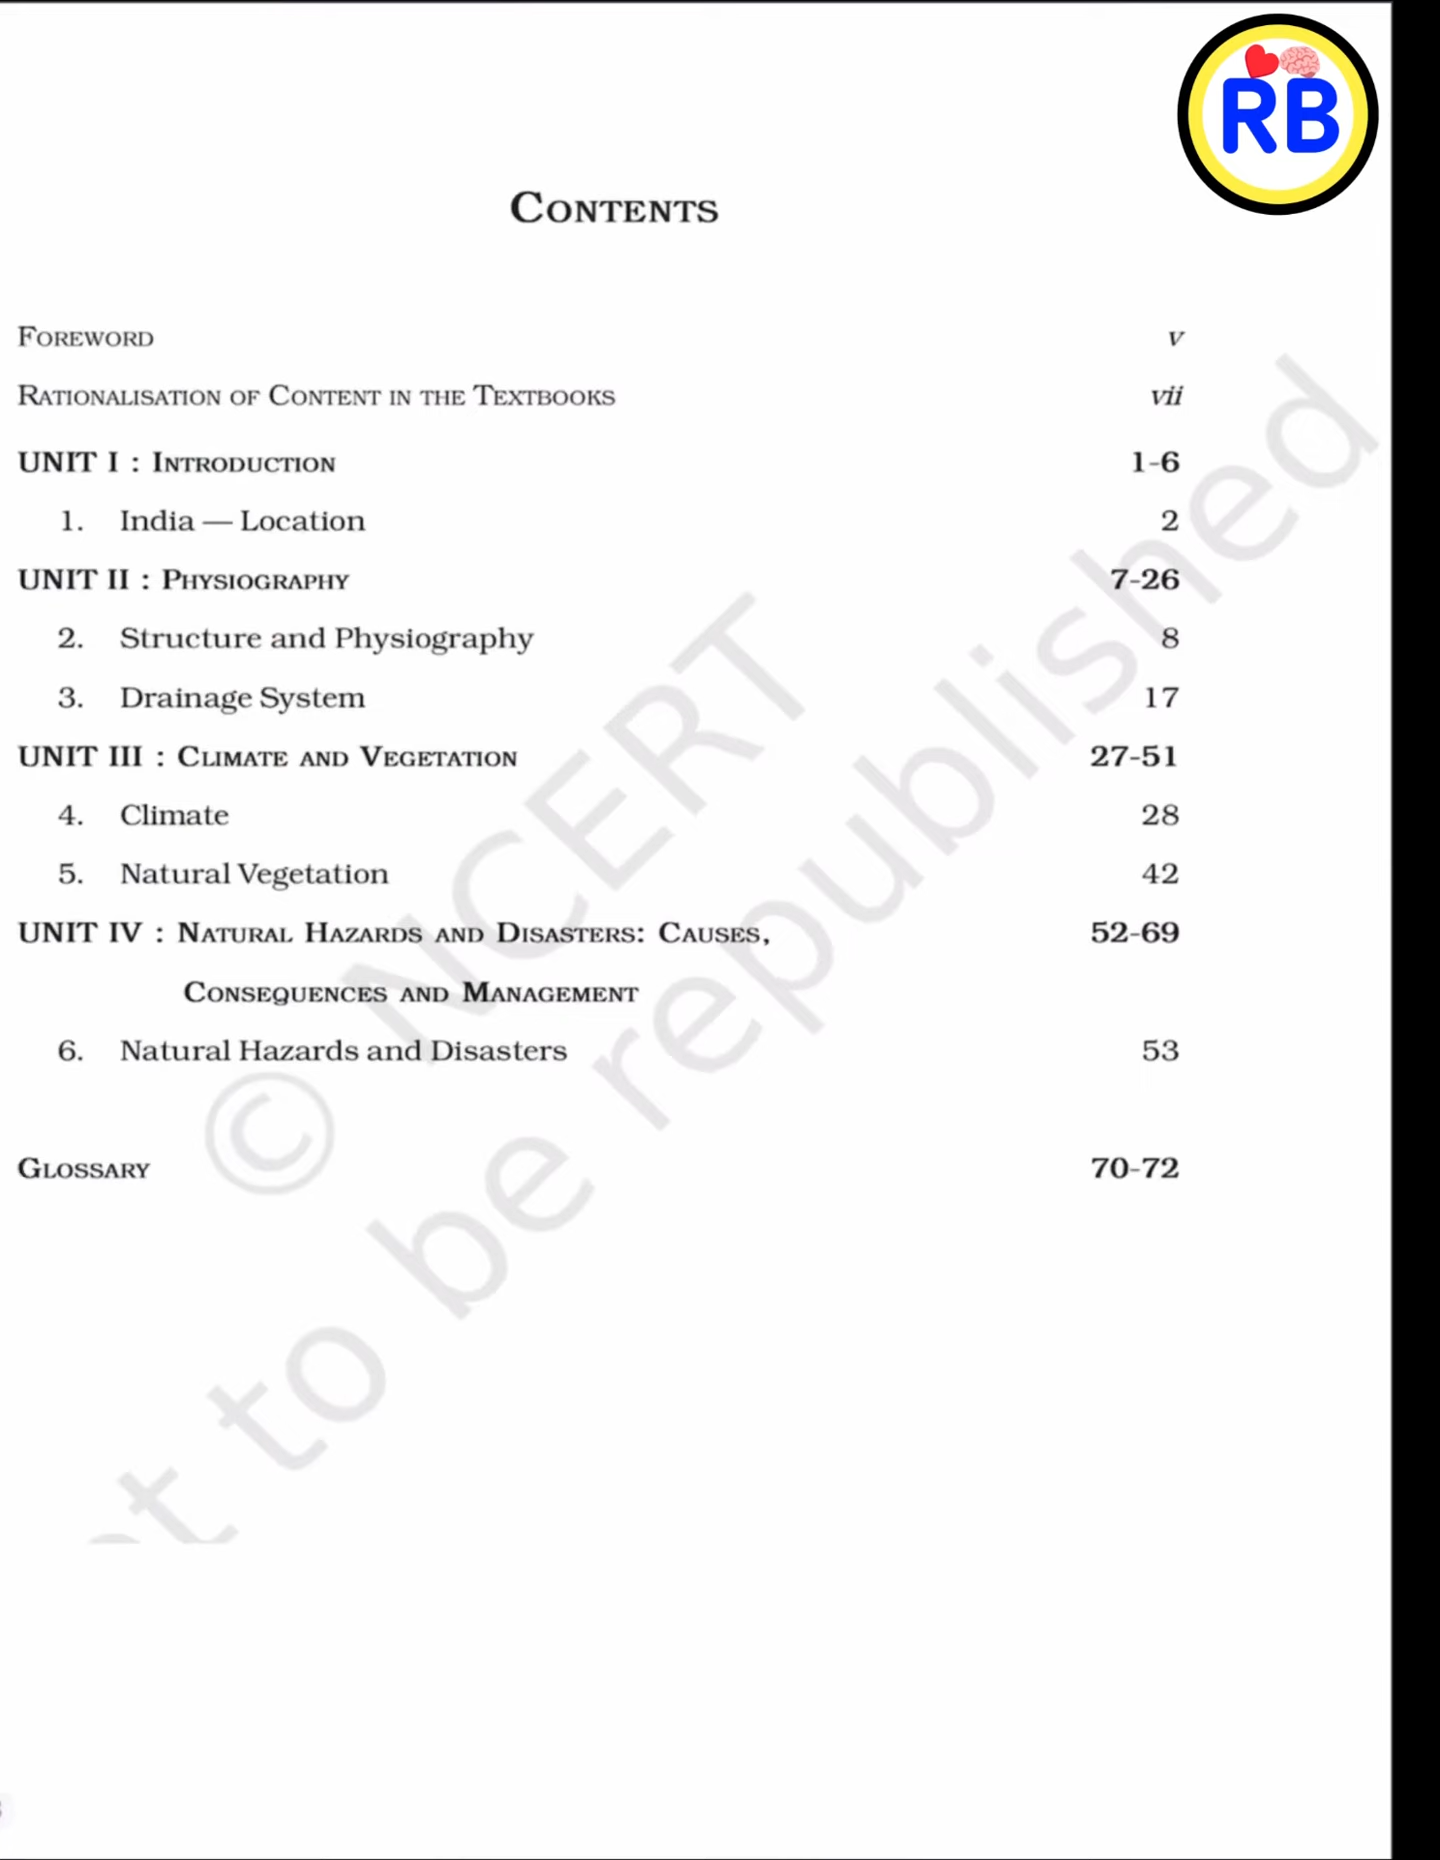 RB
CONTENTS
FOREWORD v
RATIONALISATION OF CONTENT IN THE TEXTBOOKS vii
UNIT I : INTRODUCTION 1-6
1. India — Location 2
UNIT II : PHYSIOGRAPHY 7-26
2. Structure and Physiography 8
3. Drainage System 17
UNIT III : CLIMATE AND VEGETATION 27-51
4. Climate 28
5. Natural Vegetation 42
UNIT IV : NATURAL HAZARDS AND DISASTERS: CAUSES, 52-69
CONSEQUENCES AND MANAGEMENT
6. Natural Hazards and Disasters 53
GLOSSARY 70-72
© NCERT
to be republished